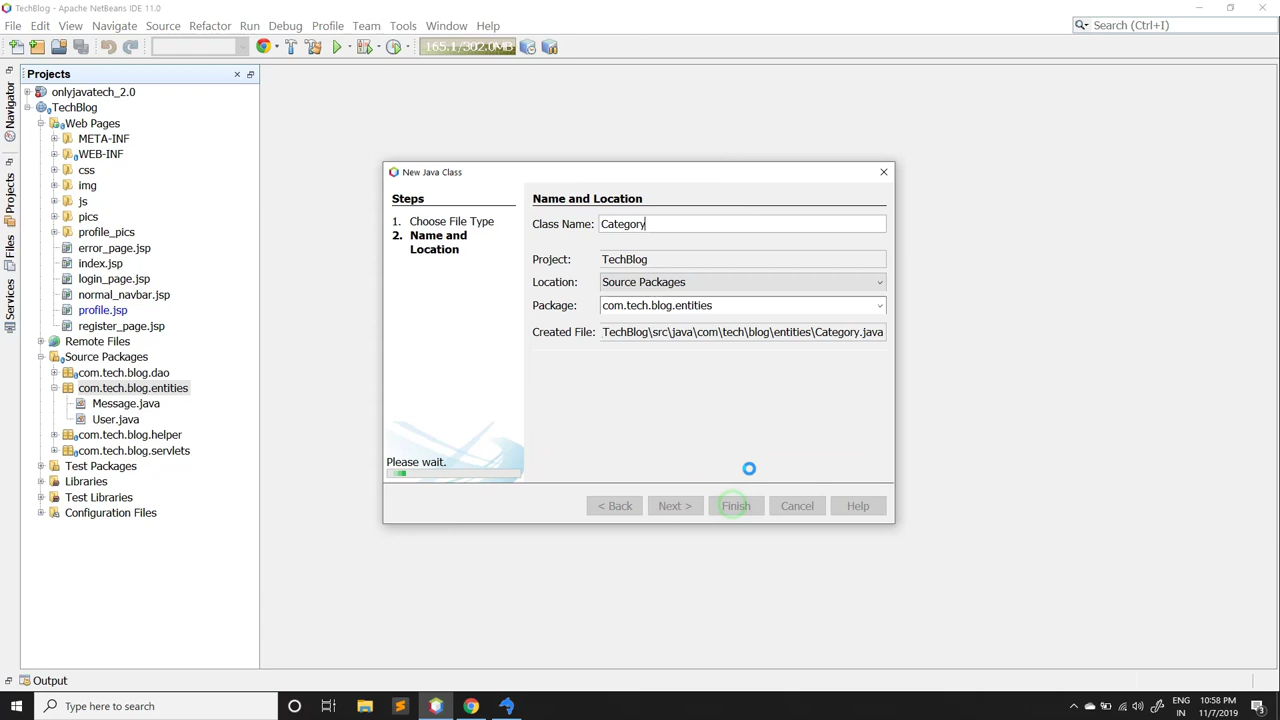 TechBlog - Apache NetBeans IDE 11.0
File Edit View Navigate Source Refactor Run Debug Profile Team Tools Window Help
Search (Ctrl+I)
165.1/302.0MB
Projects
Navigator
Projects
Files
Services
onlyjavatech_2.0
TechBlog
Web Pages
META-INF
WEB-INF
css
img
js
pics
profile_pics
error_page.jsp
index.jsp
login_page.jsp
normal_navbar.jsp
profile.jsp
register_page.jsp
Remote Files
Source Packages
com.tech.blog.dao
com.tech.blog.entities
Message.java
User.java
com.tech.blog.helper
com.tech.blog.servlets
Test Packages
Libraries
Test Libraries
Configuration Files
New Java Class
Steps
1. Choose File Type
2. Name and
Location
Please wait.
Name and Location
Class Name: Category
Project: TechBlog
Location: Source Packages
Package: com.tech.blog.entities
Created File: TechBlog\src\java\com\tech\blog\entities\Category.java
< Back Next > Finish Cancel Help
Output
Type here to search
ENG
IN
10:58 PM
11/7/2019
3